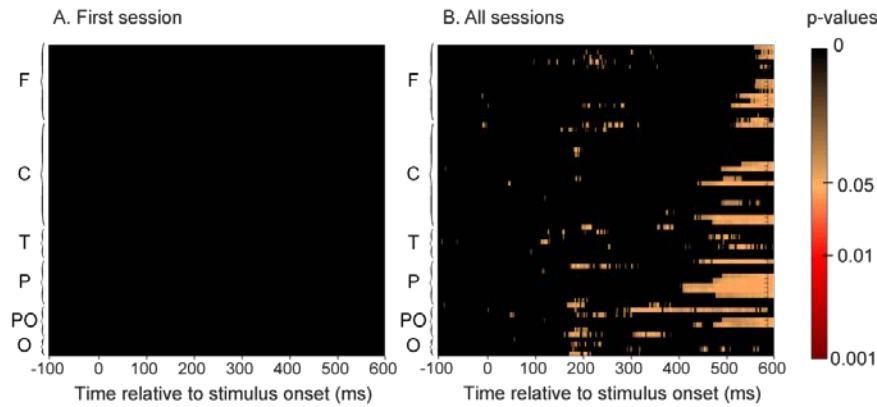 A. First session
B. All sessions
p-values
F
C
T
P
PO
O
-100 0 100 200 300 400 500 600
Time relative to stimulus onset (ms)
F
C
T
P
PO
O
-100 0 100 200 300 400 500 600
Time relative to stimulus onset (ms)
0
0.05
0.01
0.001